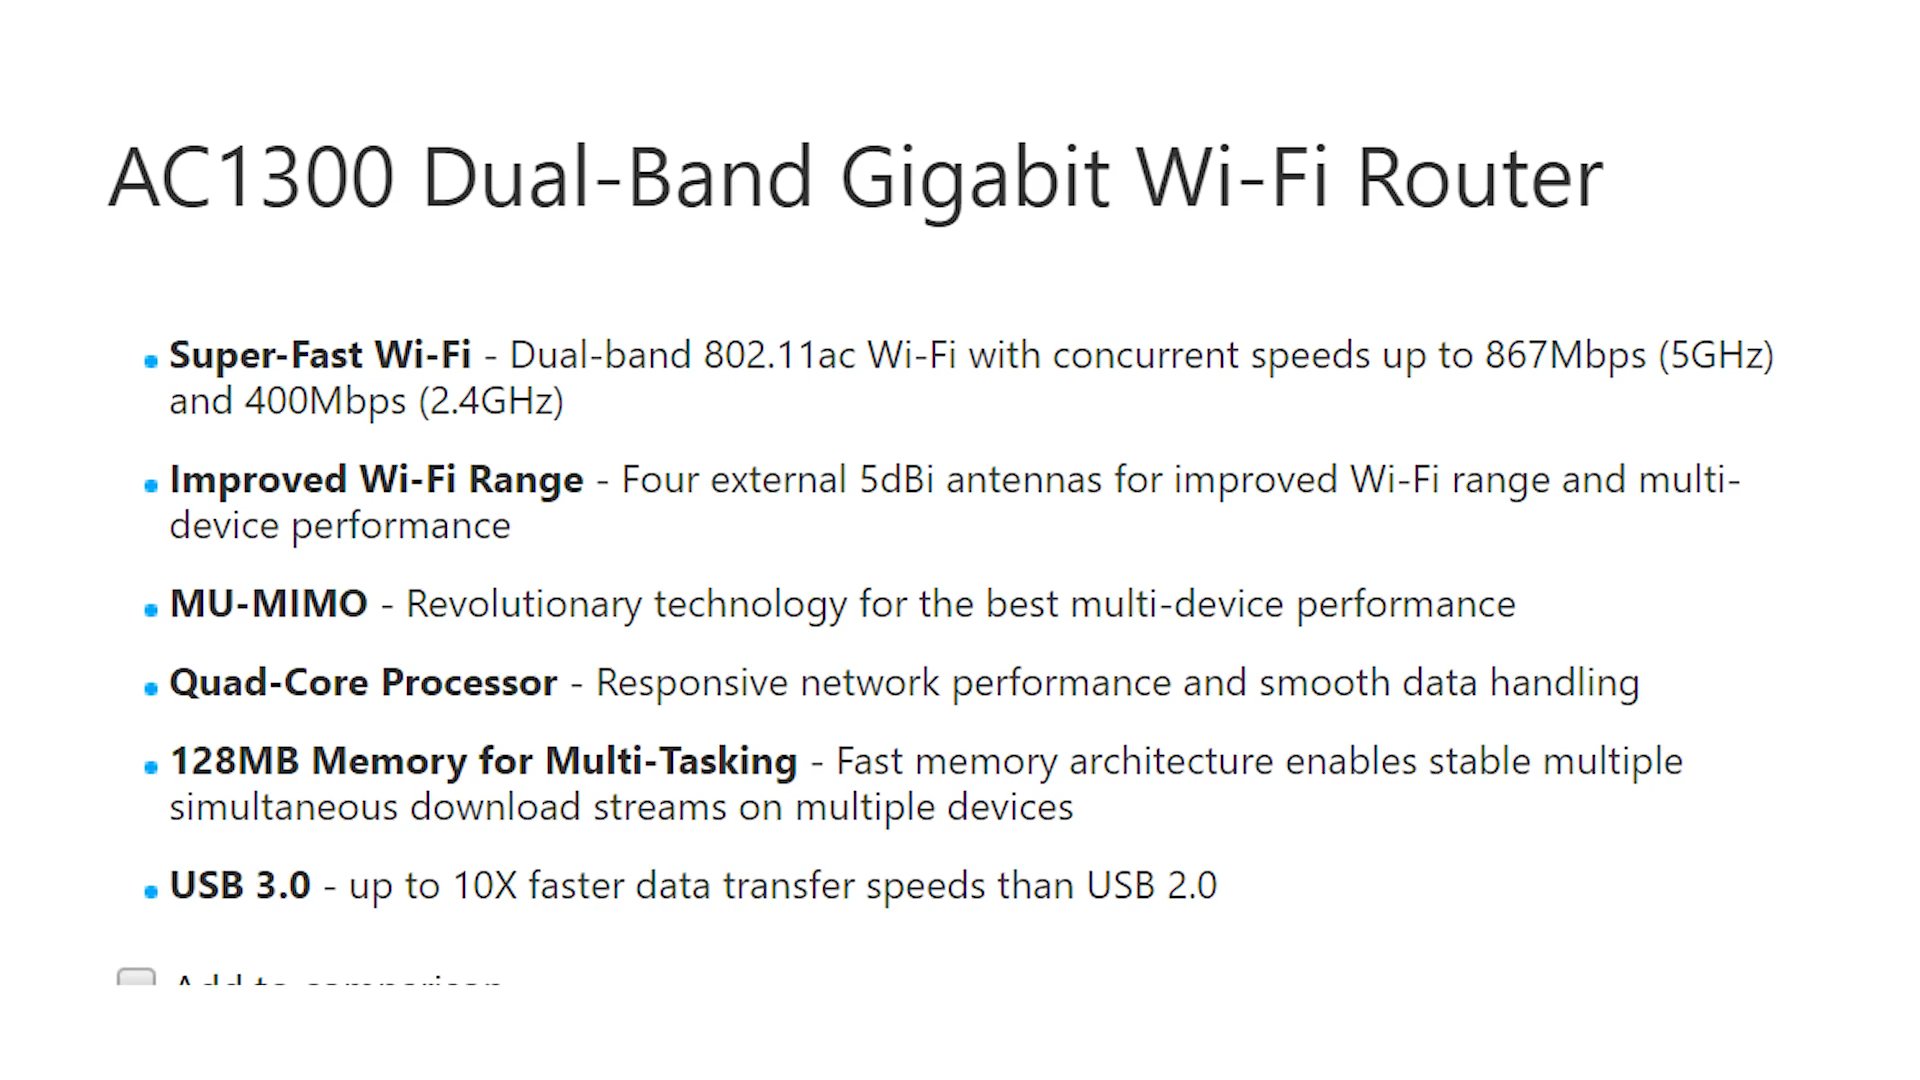 AC1300 Dual-Band Gigabit Wi-Fi Router
Super-Fast Wi-Fi - Dual-band 802.11ac Wi-Fi with concurrent speeds up to 867Mbps (5GHz)
and 400Mbps (2.4GHz)
Improved Wi-Fi Range - Four external 5dBi antennas for improved Wi-Fi range and multi-
device performance
MU-MIMO - Revolutionary technology for the best multi-device performance
Quad-Core Processor - Responsive network performance and smooth data handling
128MB Memory for Multi-Tasking - Fast memory architecture enables stable multiple
simultaneous download streams on multiple devices
USB 3.0 - up to 10X faster data transfer speeds than USB 2.0
Add to comparison